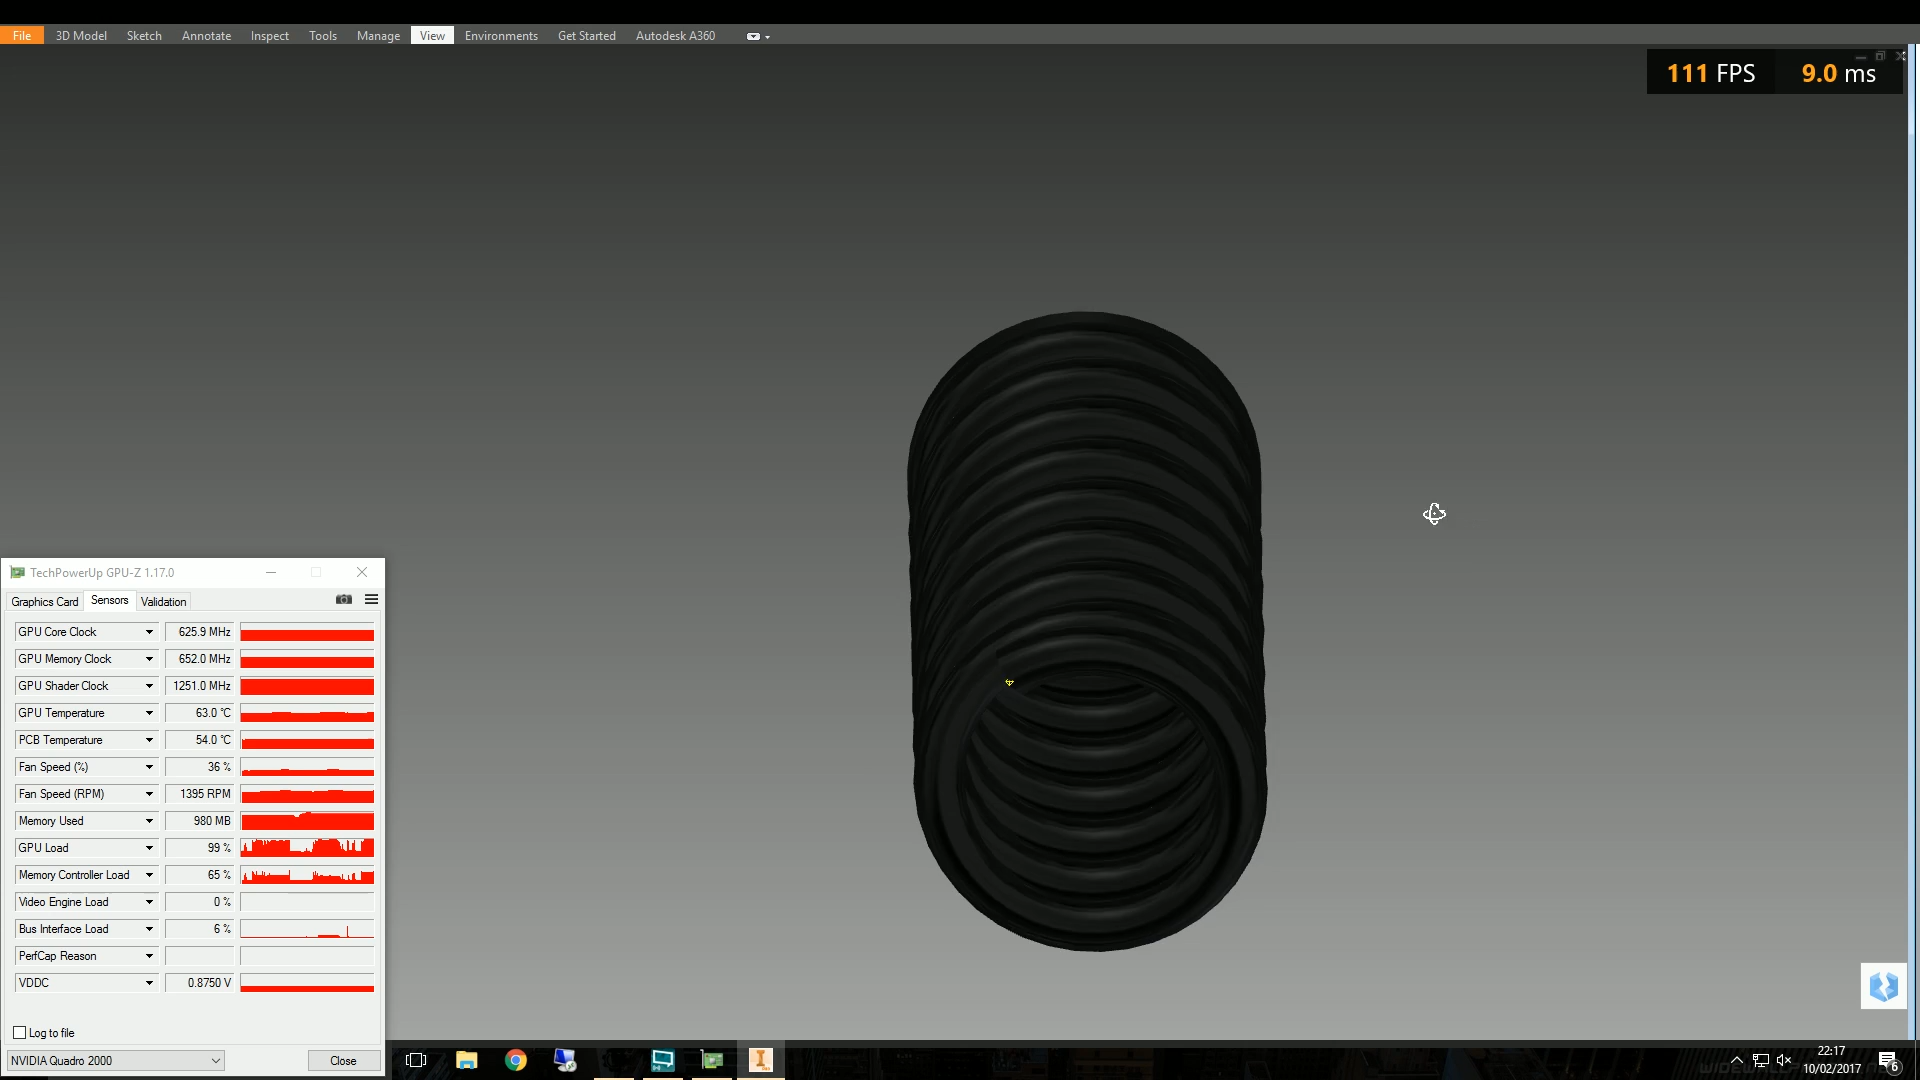 File 3D Model Sketch Annotate Inspect Tools Manage View Environments Get Started Autodesk A360
111 FPS 9.0 ms
TechPowerUp GPU-Z 1.17.0
Graphics Card Sensors Validation
GPU Core Clock 625.9 MHz
GPU Memory Clock 652.0 MHz
GPU Shader Clock 1251.0 MHz
GPU Temperature 63.0 °C
PCB Temperature 54.0 °C
Fan Speed (%) 36 %
Fan Speed (RPM) 1395 RPM
Memory Used 980 MB
GPU Load 99 %
Memory Controller Load 65 %
Video Engine Load 0 %
Bus Interface Load 6 %
PerfCap Reason
VDDC 0.8750 V
Log to file
NVIDIA Quadro 2000 Close
22:17
10/02/2017
6